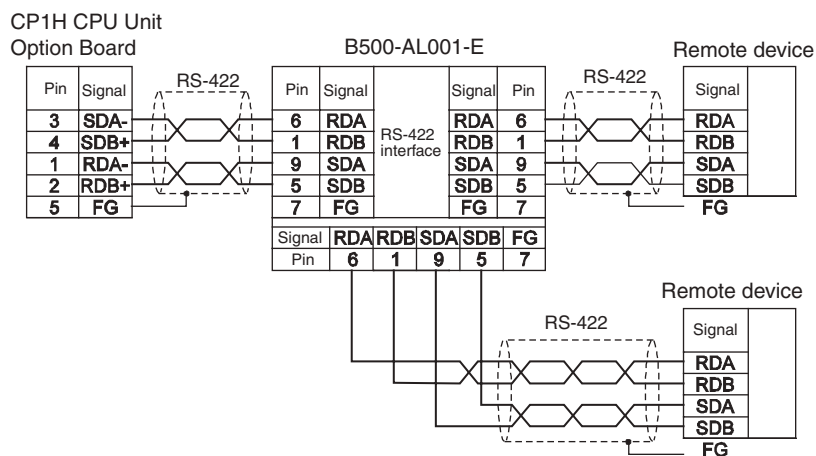 CP1H CPU Unit
Option Board
B500-AL001-E
Remote device
Pin Signal
RS-422
3 SDA-
4 SDB+
1 RDA-
2 RDB+
5 FG
Pin Signal Signal Pin
6 RDA RDA 6
1 RDB RDB 1
9 SDA SDA 9
5 SDB SDB 5
7 FG FG 7
RS-422
interface
Signal RDA RDB SDA SDB FG
Pin 6 1 9 5 7
RS-422
Signal
RDA
RDB
SDA
SDB
FG
Remote device
RS-422
Signal
RDA
RDB
SDA
SDB
FG